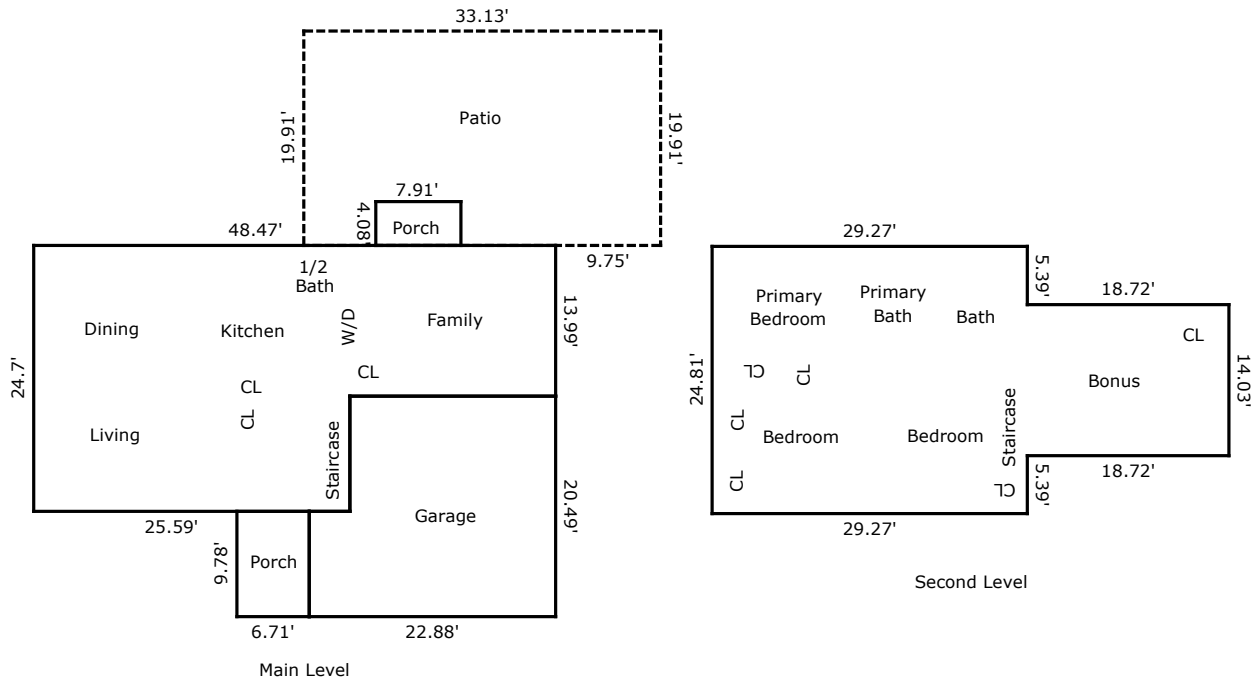 33.13'
19.91'
Patio
19.91'
7.91'
4.08'
Porch
48.47'
9.75'
1/2
Bath
Dining
Kitchen
W/D
Family
13.99'
24.7'
CL
CL
CL
Living
Staircase
Garage
20.49'
25.59'
9.78'
Porch
6.71'
22.88'
Main Level
29.27'
5.39'
18.72'
Primary
Bedroom
Primary
Bath
Bath
CL
24.81'
CL
CL
Bonus
14.03'
CL
Bedroom
Bedroom
Staircase
18.72'
CL
CL
5.39'
29.27'
Second Level